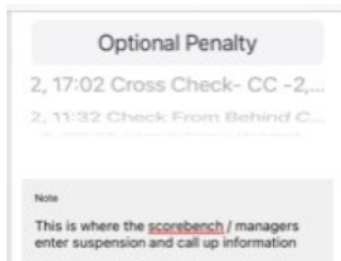 Optional Penalty
2, 17:02 Cross Check- CC -2,...
2, 11:32 Check From Behind C...
Note
This is where the scorebench / managers
enter suspension and call up information